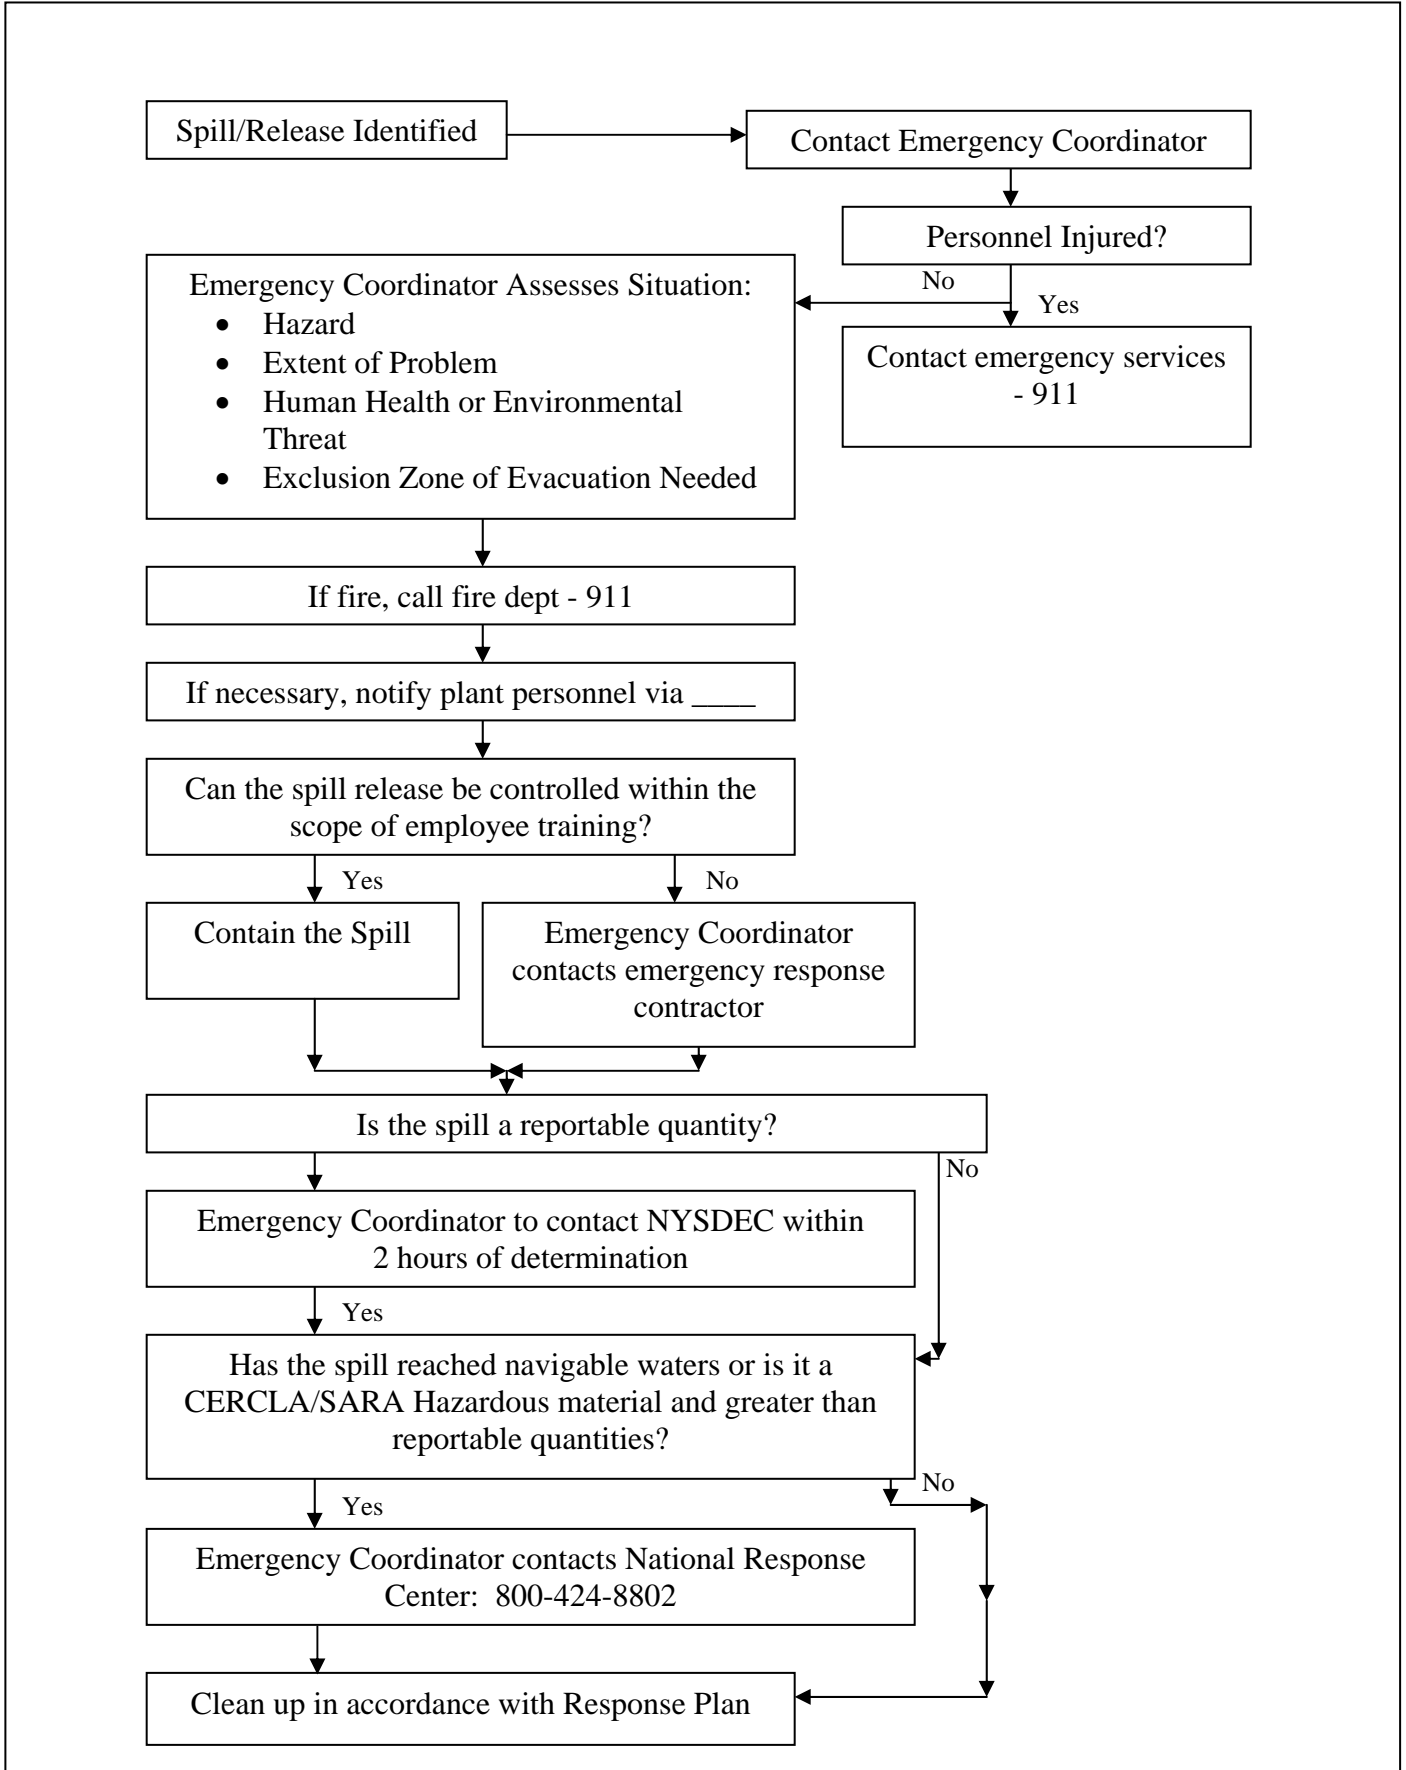 Spill/Release Identified
Contact Emergency Coordinator
Personnel Injured?
No
Yes
Contact emergency services
- 911
Emergency Coordinator Assesses Situation:
• Hazard
• Extent of Problem
• Human Health or Environmental
Threat
• Exclusion Zone of Evacuation Needed
If fire, call fire dept - 911
If necessary, notify plant personnel via ____
Can the spill release be controlled within the
scope of employee training?
Yes
No
Contain the Spill
Emergency Coordinator
contacts emergency response
contractor
Is the spill a reportable quantity?
No
Emergency Coordinator to contact NYSDEC within
2 hours of determination
Yes
Has the spill reached navigable waters or is it a
CERCLA/SARA Hazardous material and greater than
reportable quantities?
No
Yes
Emergency Coordinator contacts National Response
Center:  800-424-8802
Clean up in accordance with Response Plan